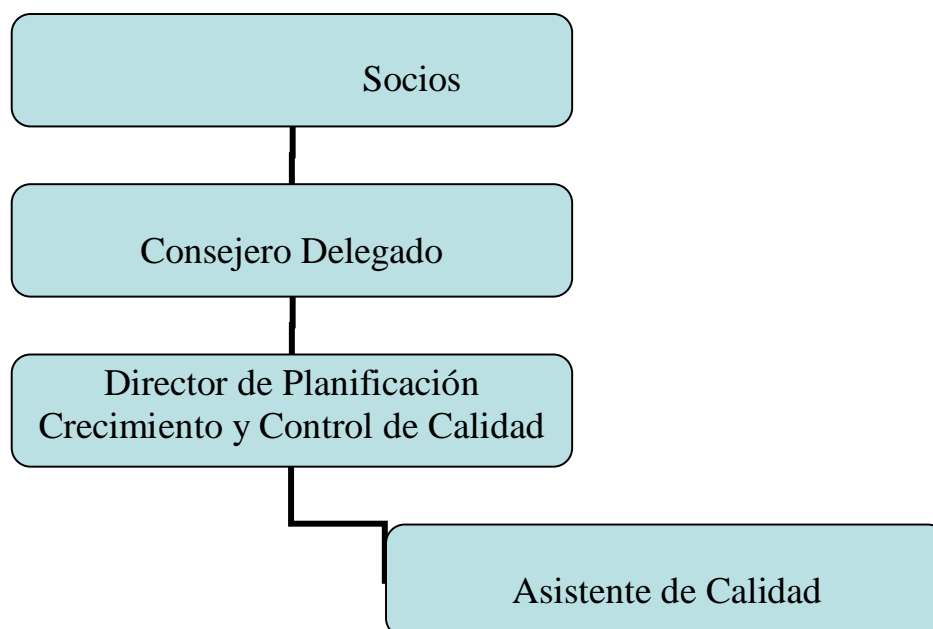 Socios
Consejero Delegado
Director de Planificación
Crecimiento y Control de Calidad
Asistente de Calidad